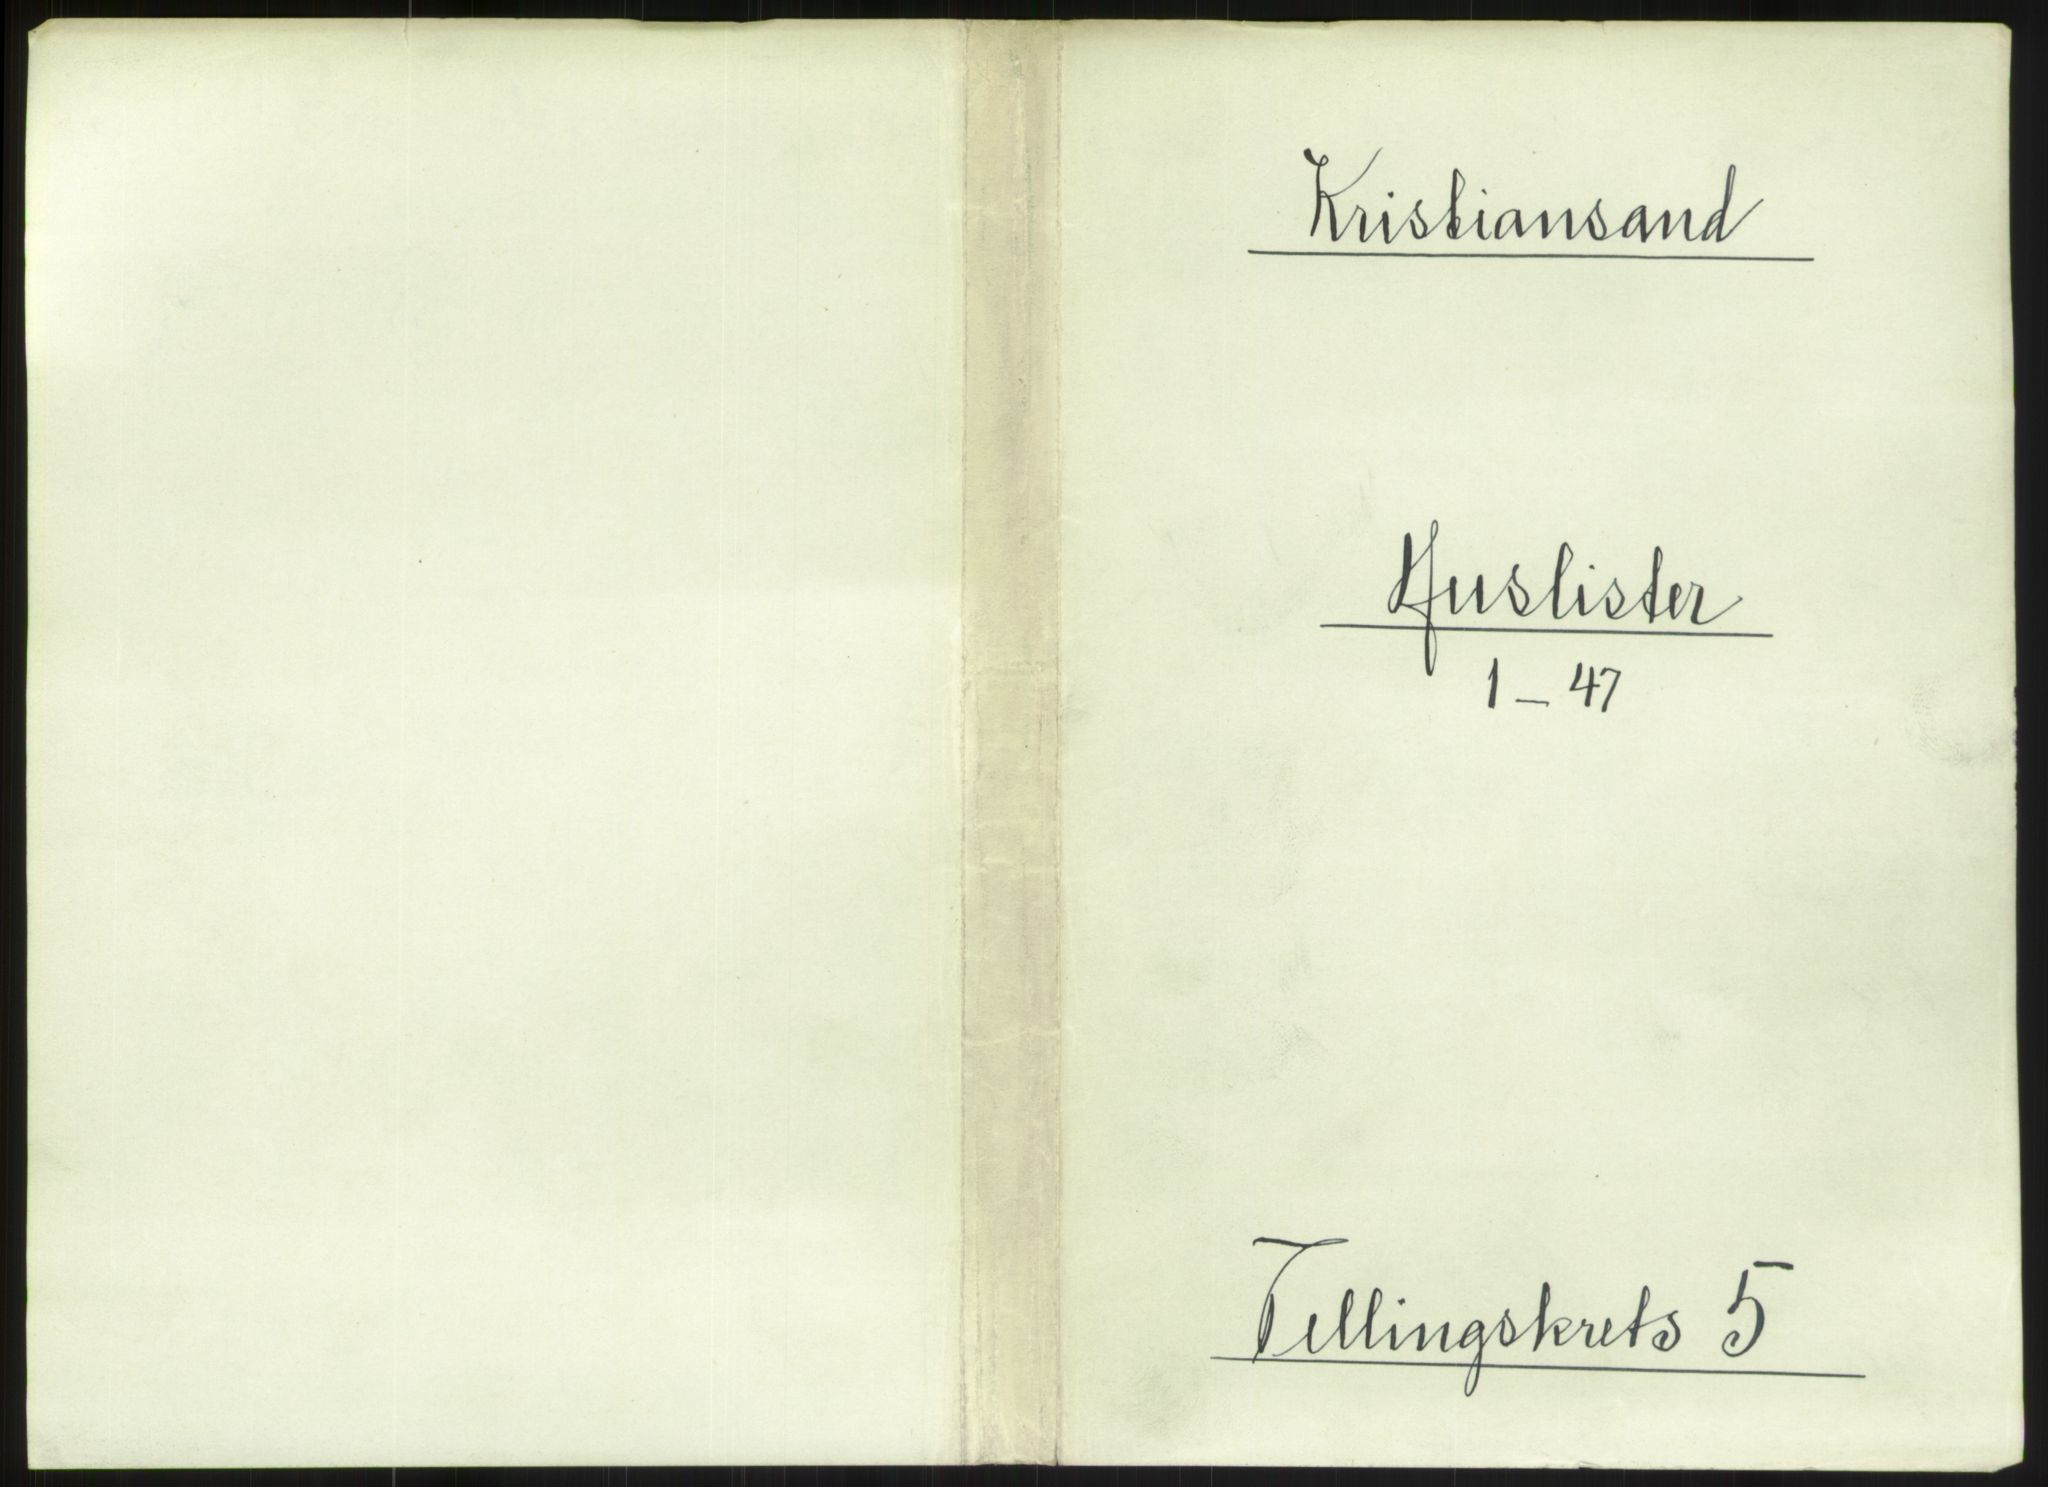 Kristiansand
Huslister
1 – 47
Tellingskrets 5